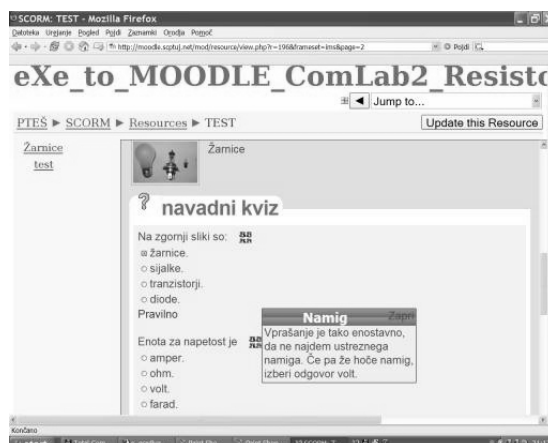 SCORM: TEST - Mozilla Firefox
Datoteka Urejanje Pogled Pojdi Zaznamki Orodja Pomoč
http://moodle.scptuj.net/mod/resource/view.php?r=196&frameset=ims&page=2
Pojdi
eXe_to_MOODLE_ComLab2_Resisto
Jump to...
PTEŠ ► SCORM ► Resources ► TEST
Update this Resource
Žarnice
test
Žarnice
? navadni kviz
Na zgornji sliki so:
žarnice.
sijalke.
tranzistorji.
diode.
Pravilno
Enota za napetost je
amper.
ohm.
volt.
farad.
Namig Zapri
Vprašanje je tako enostavno,
da ne najdem ustreznega
namiga. Če pa že hoče namig,
izberi odgovor volt.
Končano